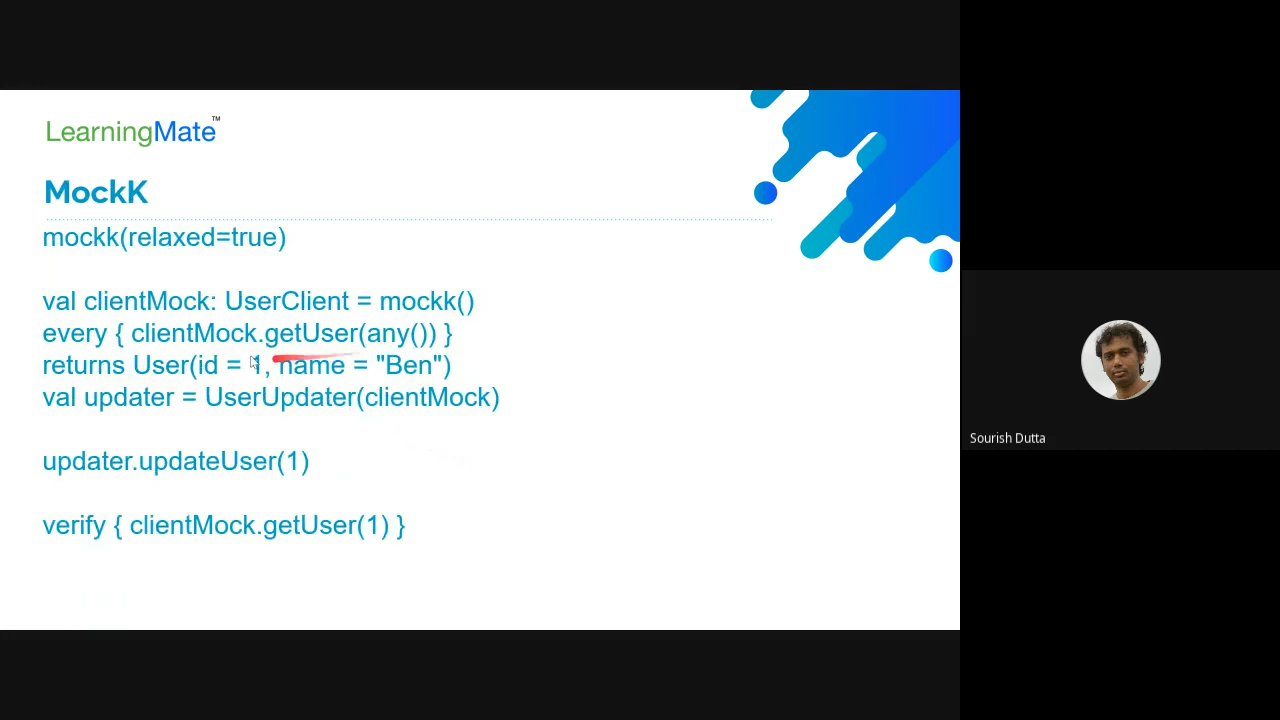 LearningMate™
MockK
mockk(relaxed=true)
val clientMock: UserClient = mockk()
every { clientMock.getUser(any()) }
returns User(id = 1, name = "Ben")
val updater = UserUpdater(clientMock)
updater.updateUser(1)
verify { clientMock.getUser(1) }
Sourish Dutta